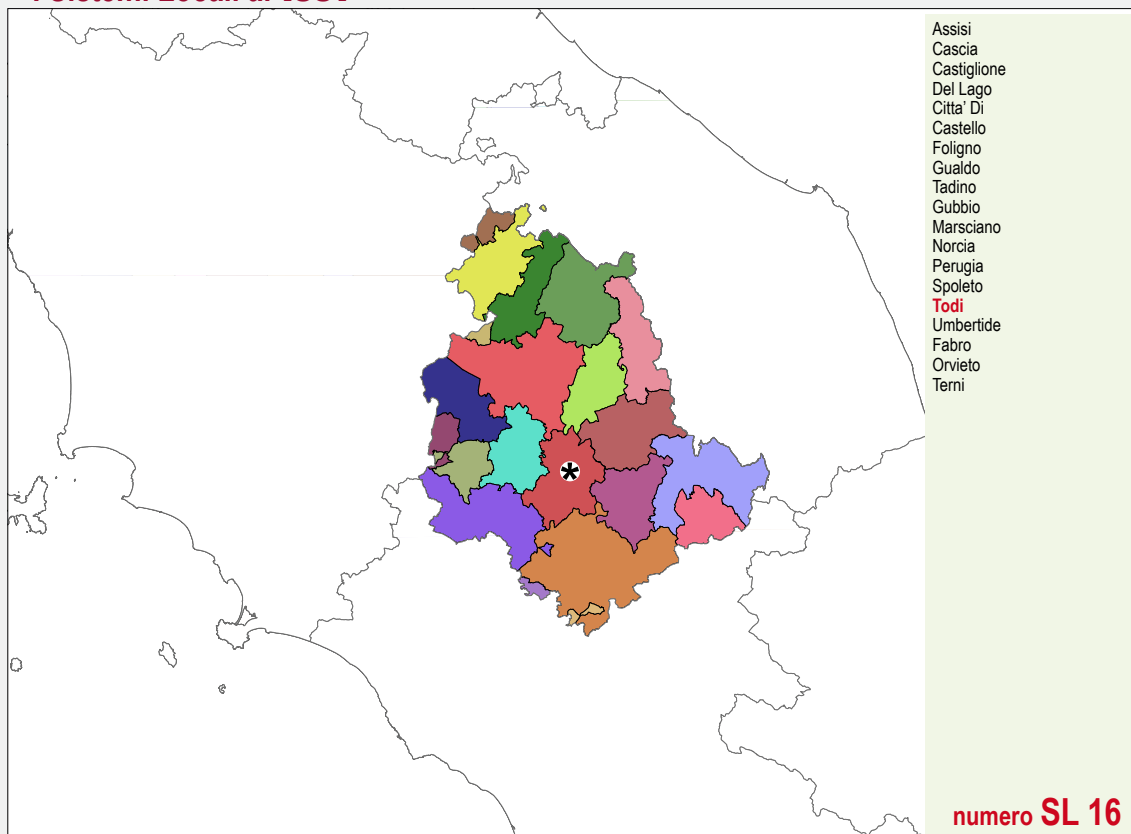 Assisi
Cascia
Castiglione
Del Lago
Citta' Di
Castello
Foligno
Gualdo
Tadino
Gubbio
Marsciano
Norcia
Perugia
Spoleto
Todi
Umbertide
Fabro
Orvieto
Terni
*
numero SL 16